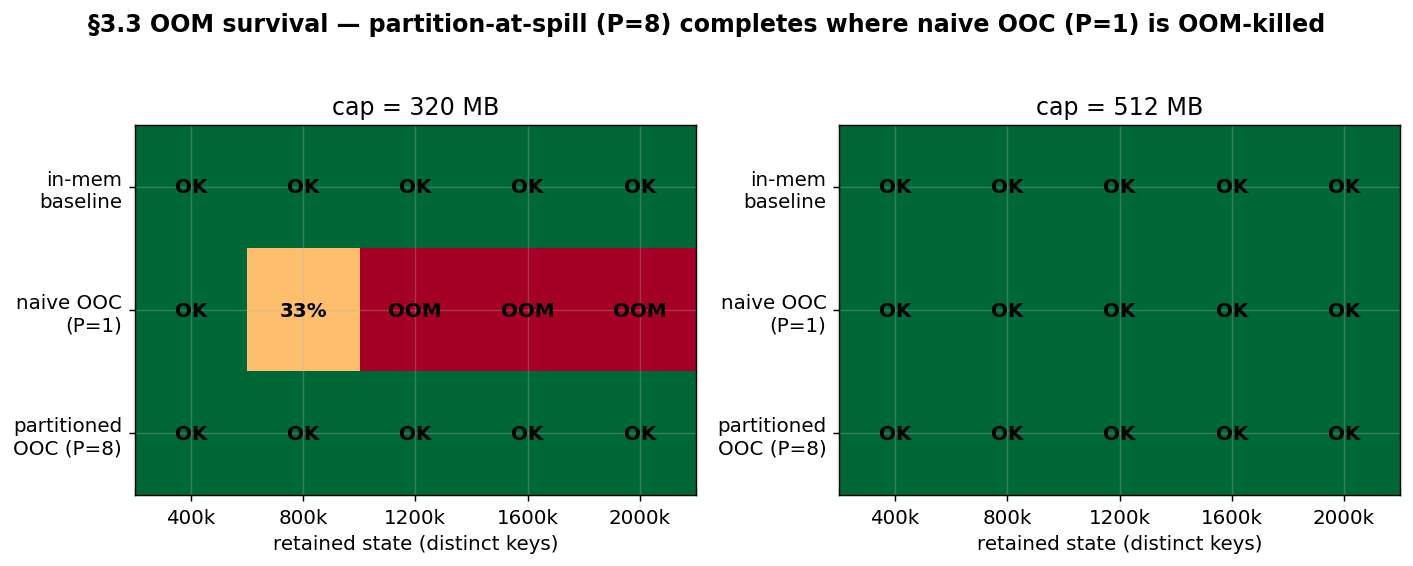 §3.3 OOM survival — partition-at-spill (P=8) completes where naive OOC (P=1) is OOM-killed
cap = 320 MB
in-mem
baseline
OK OK OK OK OK
naive OOC
(P=1)
OK 33% OOM OOM OOM
partitioned
OOC (P=8)
OK OK OK OK OK
400k 800k 1200k 1600k 2000k
retained state (distinct keys)
cap = 512 MB
in-mem
baseline
OK OK OK OK OK
naive OOC
(P=1)
OK OK OK OK OK
partitioned
OOC (P=8)
OK OK OK OK OK
400k 800k 1200k 1600k 2000k
retained state (distinct keys)